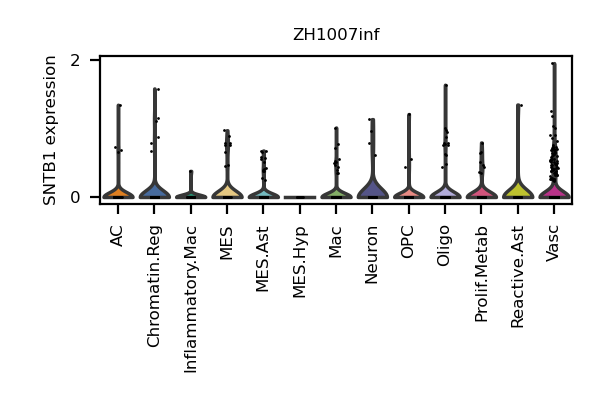 ZH1007inf
SNTB1 expression
2
0
AC
Chromatin.Reg
Inflammatory.Mac
MES
MES.Ast
MES.Hyp
Mac
Neuron
OPC
Oligo
Prolif.Metab
Reactive.Ast
Vasc